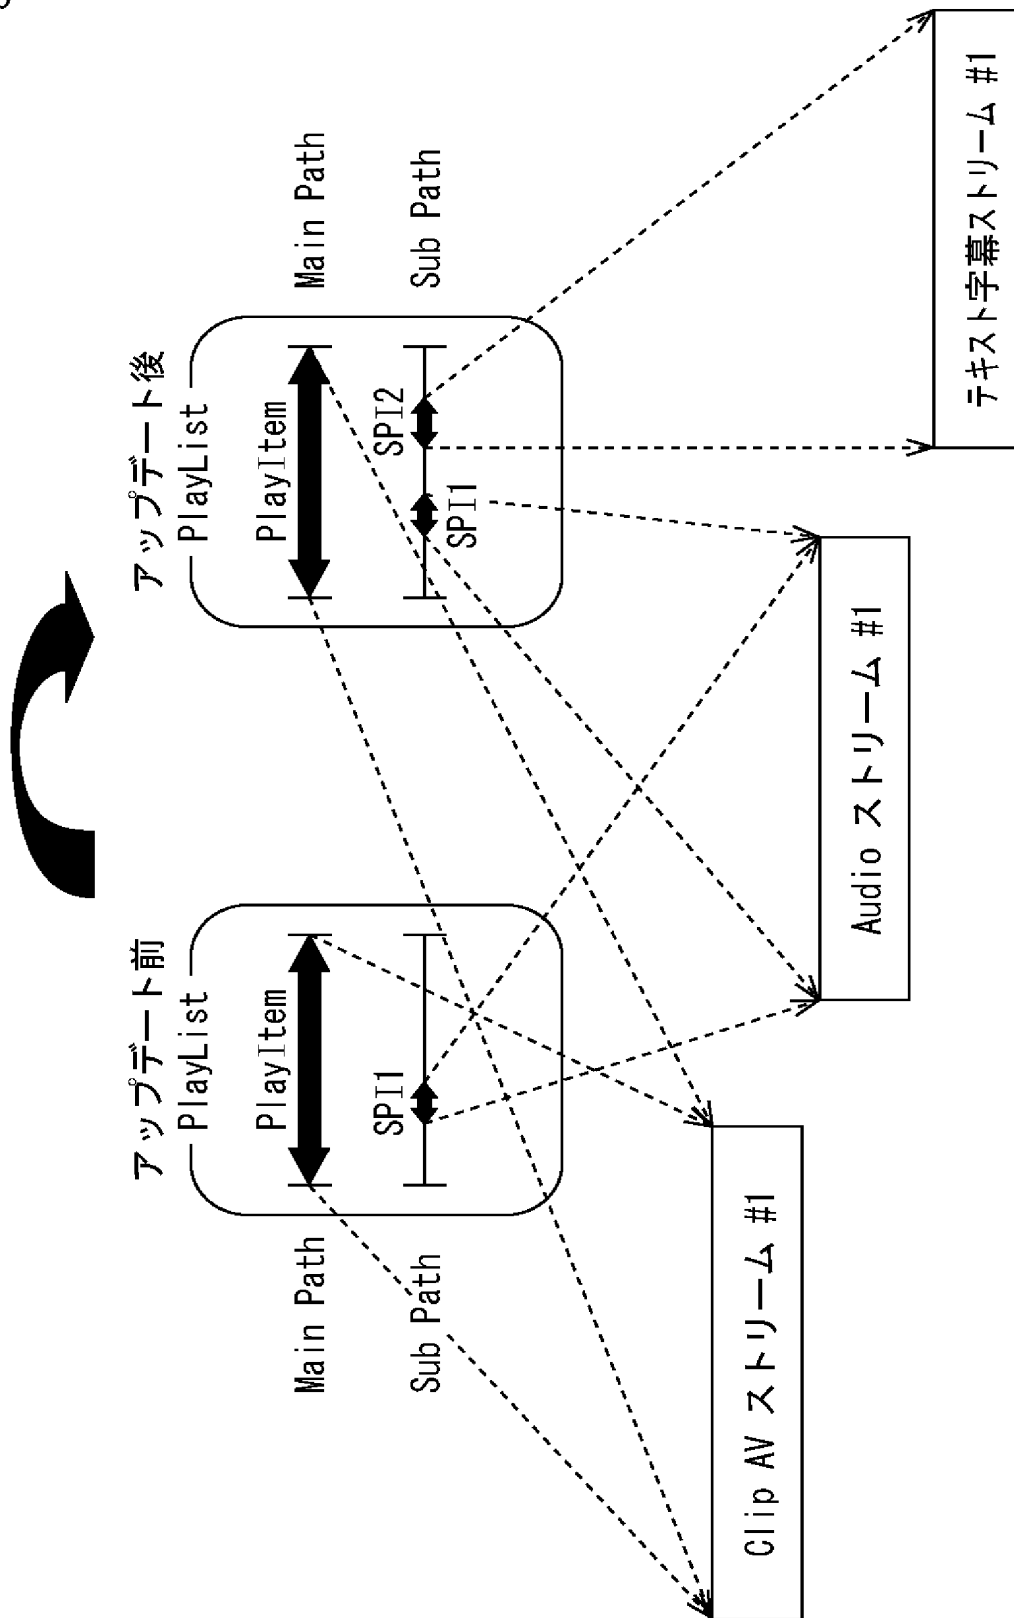 アップデート前
PlayList
PlayItem
SPI1
Main Path
Sub Path
アップデート後
PlayList
PlayItem
SPI1
SPI2
Main Path
Sub Path
Clip AV ストリーム #1
Audio ストリーム #1
テキスト字幕ストリーム #1